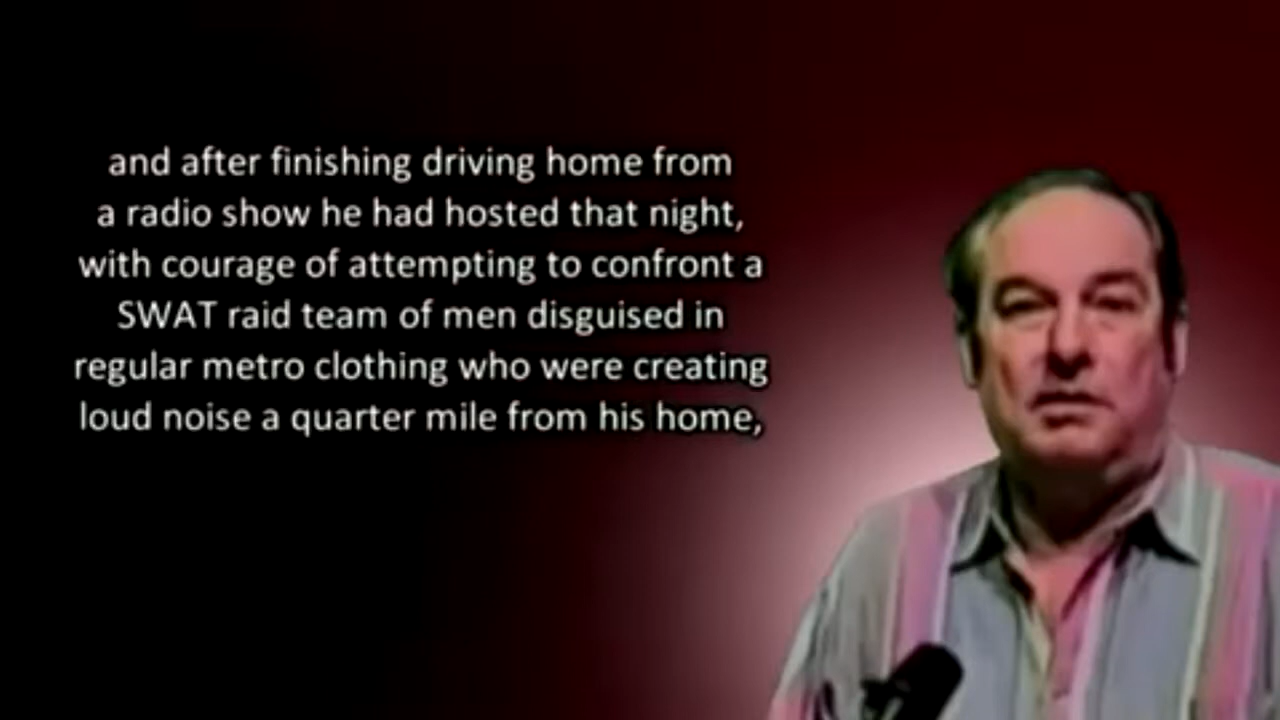 and after finishing driving home from
a radio show he had hosted that night,
with courage of attempting to confront a
SWAT raid team of men disguised in
regular metro clothing who were creating
loud noise a quarter mile from his home,